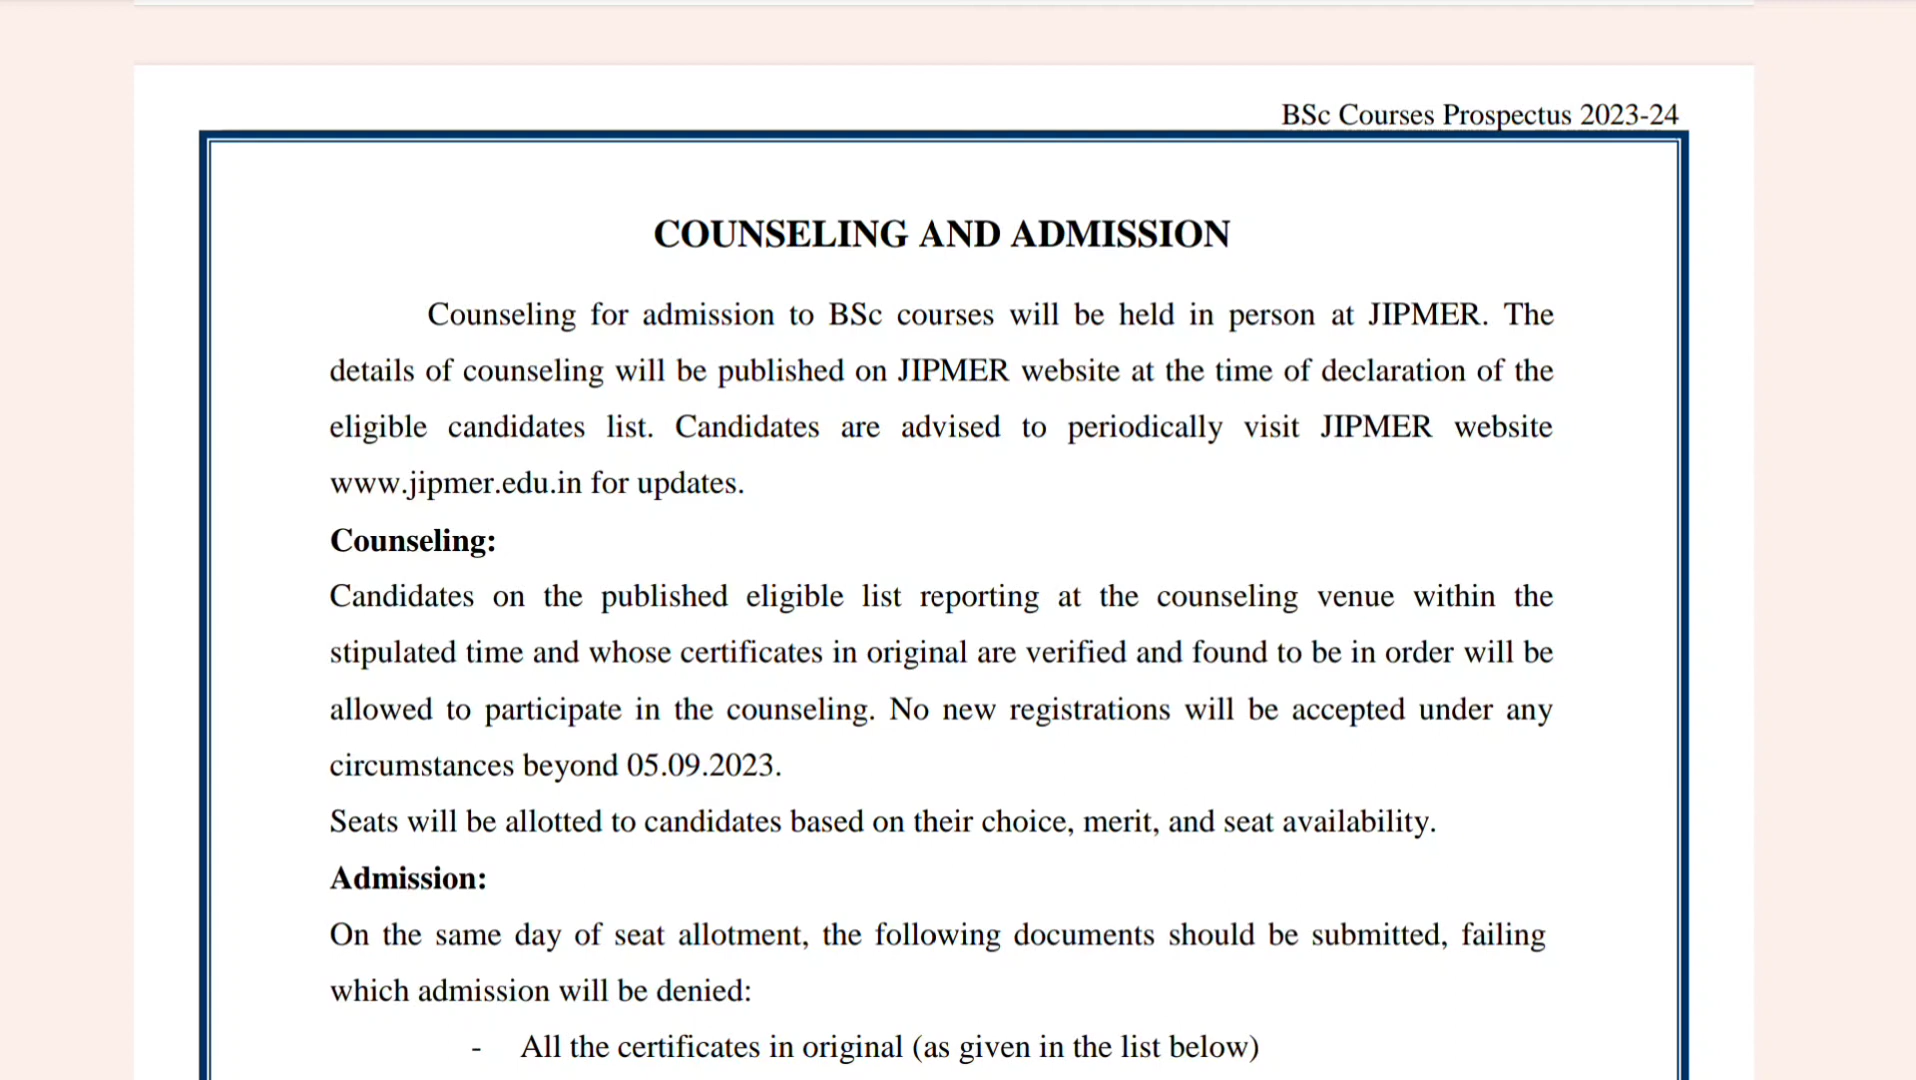 BSc Courses Prospectus 2023-24
COUNSELING AND ADMISSION
Counseling for admission to BSc courses will be held in person at JIPMER. The
details of counseling will be published on JIPMER website at the time of declaration of the
eligible candidates list. Candidates are advised to periodically visit JIPMER website
www.jipmer.edu.in for updates.
Counseling:
Candidates on the published eligible list reporting at the counseling venue within the
stipulated time and whose certificates in original are verified and found to be in order will be
allowed to participate in the counseling. No new registrations will be accepted under any
circumstances beyond 05.09.2023.
Seats will be allotted to candidates based on their choice, merit, and seat availability.
Admission:
On the same day of seat allotment, the following documents should be submitted, failing
which admission will be denied:
- All the certificates in original (as given in the list below)